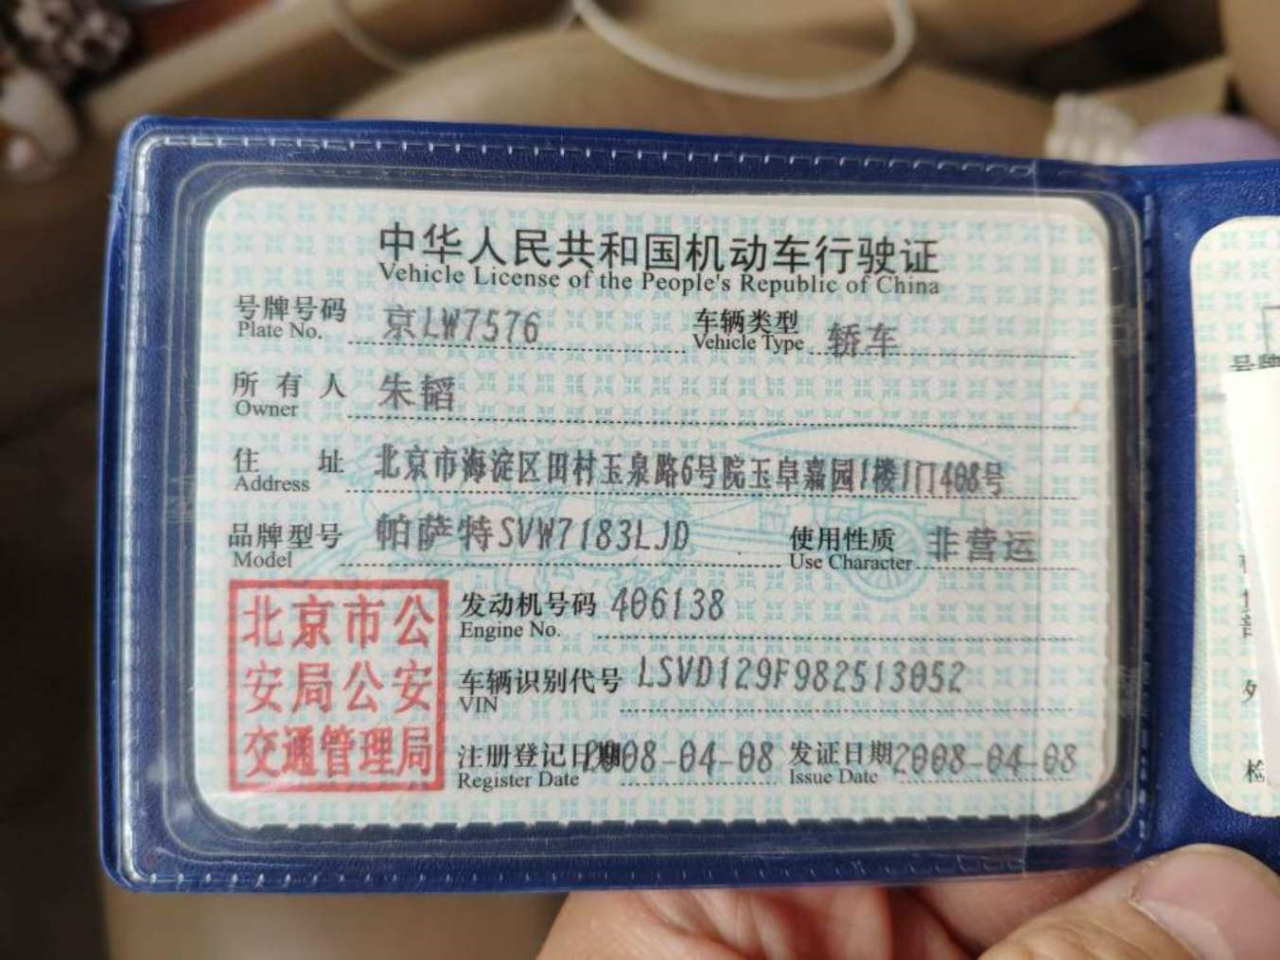 中华人民共和国机动车行驶证
Vehicle License of the People's Republic of China
号牌号码 京LW7576 车辆类型 轿车
Plate No. Vehicle Type
所有人 朱韬
Owner
住址 北京市海淀区田村玉泉路6号院玉阜嘉园1楼1门408号
Address
品牌型号 帕萨特SVW7183LJD 使用性质 非营运
Model Use Character
北京市公
安局公安
交通管理局
发动机号码 406138
Engine No.
车辆识别代号 LSVD129F982513052
VIN
注册登记日期 2008-04-08 发证日期 2008-04-08
Register Date Issue Date